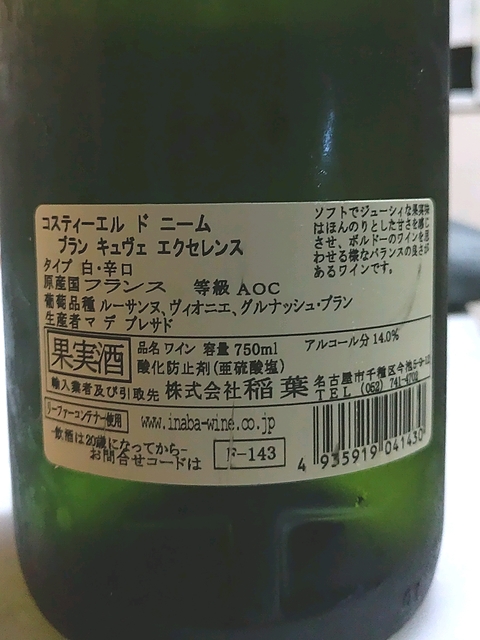 コスティーエル ド ニーム
ブラン キュヴェ エクセレンス
ソフトでジューシィな果実味
はほんのりとした甘さを感じ
させ、ボルドーのワインを思
わせる様なバランスの良さが
あるワインです。
タイプ 白・辛口
原産国 フランス 等級 AOC
葡萄品種 ルーサンヌ、ヴィオニエ、グルナッシュ・ブラン
生産者 マ デ ブレサド
果実酒
品名 ワイン 容量 750ml アルコール分 14.0%
酸化防止剤(亜硫酸塩)
輸入業者及び引取先 株式会社 稲葉
名古屋市千種区今池
TEL (052) 741-4702
リーファーコンテナー使用
www.inaba-wine.co.jp
-飲酒は20歳になってから-
お問合せコードは F-143
4 935919 041430